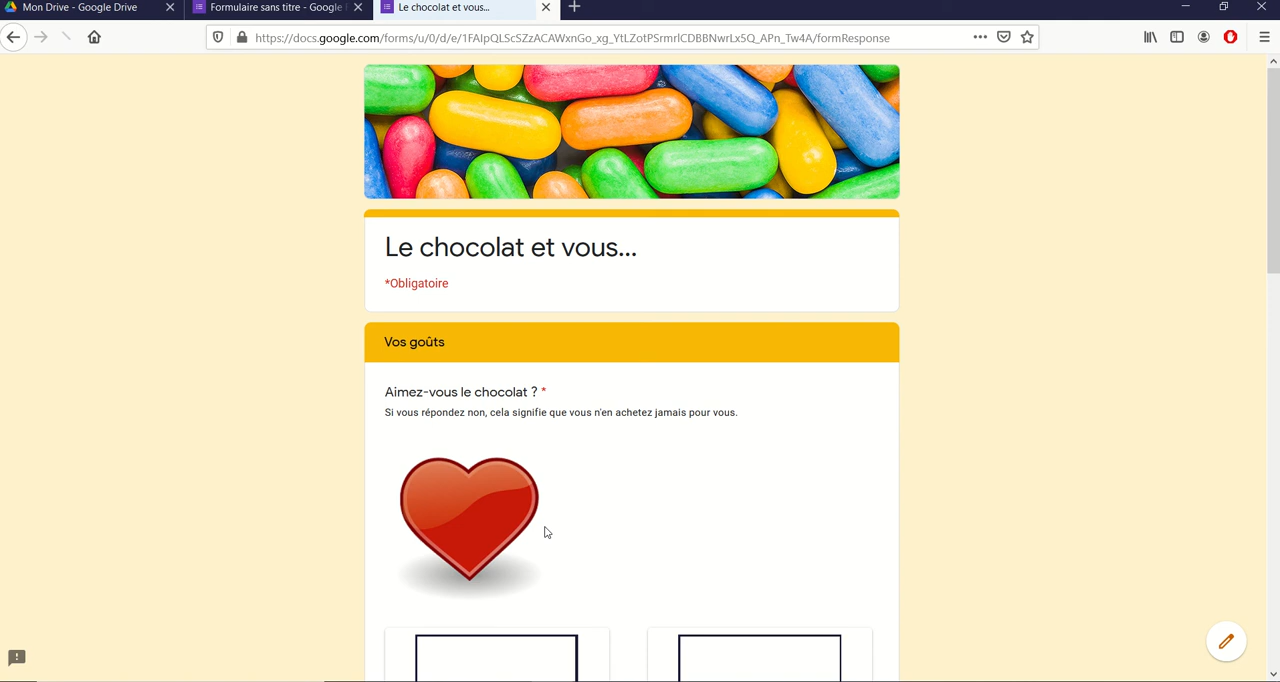 Mon Drive - Google Drive
Formulaire sans titre - Google
Le chocolat et vous...
https://docs.google.com/forms/u/0/d/e/1FAIpQLScSZzACAWxnGo_xg_YtLZotPSrmrlCDBBNwrLx5Q_APn_Tw4A/formResponse
Le chocolat et vous...
*Obligatoire
Vos goûts
Aimez-vous le chocolat ? *
Si vous répondez non, cela signifie que vous n'en achetez jamais pour vous.